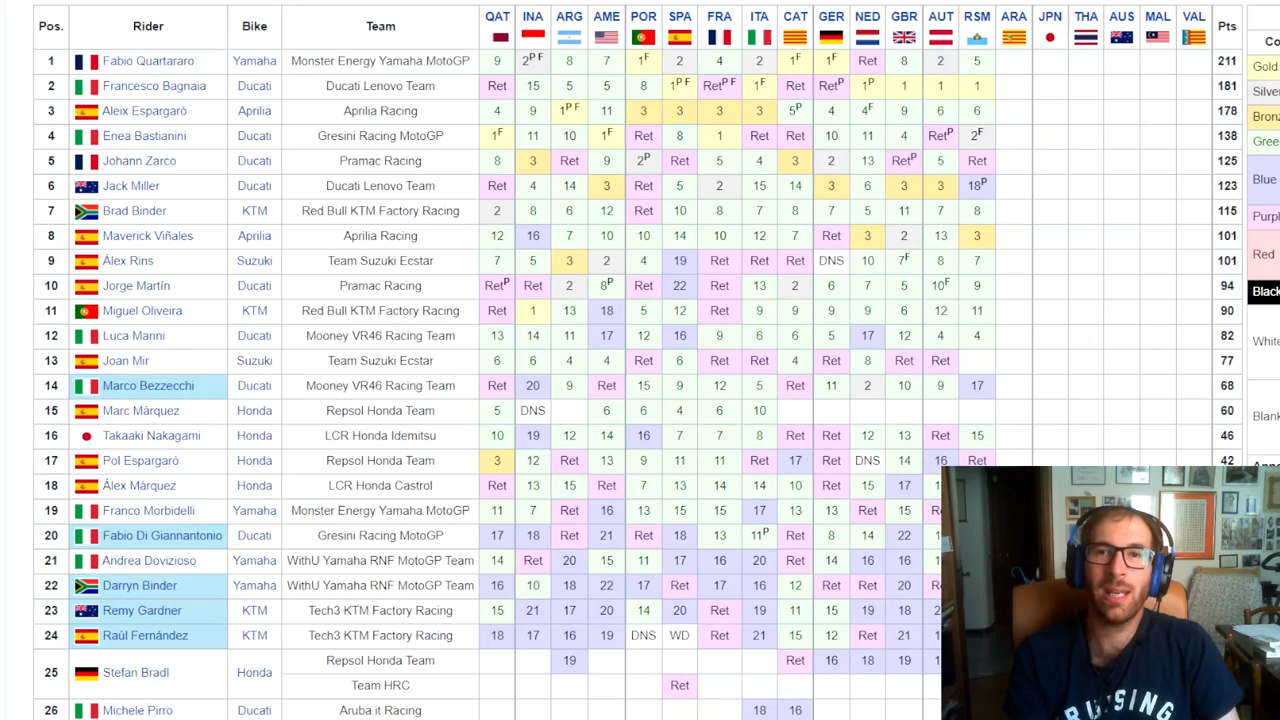 Pos. Rider Bike Team QAT INA ARG AME POR SPA FRA ITA CAT GER NED GBR AUT RSM ARA JPN THA AUS MAL VAL Pts
1 Fabio Quartararo Yamaha Monster Energy Yamaha MotoGP 9 2P F 8 7 1F 2 4 2 1F 1F Ret 8 2 5 211
2 Francesco Bagnaia Ducati Ducati Lenovo Team Ret 15 5 5 8 1P F RetP F 1F Ret RetP 1P 1 1 1 181
3 Aleix Espargaró Aprilia Aprilia Racing 4 9 1P F 11 3 3 3 3 5P 4 4F 9 6 6 178
4 Enea Bastianini Ducati Gresini Racing MotoGP 1F 11 10 1F Ret 8 1 Ret Ret 10 11 4 RetP 2F 138
5 Johann Zarco Ducati Pramac Racing 8 3 Ret 9 2P Ret 5 4 3 2 13 RetP 5 Ret 125
6 Jack Miller Ducati Ducati Lenovo Team Ret 4 14 3 Ret 5 2 15 14 3 6 3 3 18P 123
7 Brad Binder KTM Red Bull KTM Factory Racing 2 8 6 12 Ret 10 8 7 8 7 5 11 7 8 115
8 Maverick Viñales Aprilia Aprilia Racing 12 16 7 10 10 14 10 12 7 Ret 3 2 13 3 101
9 Álex Rins Suzuki Team Suzuki Ecstar 7 5 3 2 4 19 Ret Ret Ret DNS 10 7F 8 7 101
10 Jorge Martín Ducati Pramac Racing RetP Ret 2 8P Ret 22 Ret 13 2 6 7 5 10F 9 94
11 Miguel Oliveira KTM Red Bull KTM Factory Racing Ret 1 13 18 5 12 Ret 9 9 9 9 6 12 11 90
12 Luca Marini Ducati Mooney VR46 Racing Team 13 14 11 17 12 16 9 6 6 5 17 12 4 4 82
13 Joan Mir Suzuki Team Suzuki Ecstar 6 6 4 4 Ret 6 Ret Ret 4 Ret 8 Ret Ret 77
14 Marco Bezzecchi Ducati Mooney VR46 Racing Team Ret 20 9 Ret 15 9 12 5 Ret 11 2 10 9 17 68
15 Marc Márquez Honda Repsol Honda Team 5 DNS 6 6 4 6 10 60
16 Takaaki Nakagami Honda LCR Honda Idemitsu 10 19 12 14 16 7 7 8 Ret Ret 12 13 Ret 15 46
17 Pol Espargaró Honda Repsol Honda Team 3 12 Ret 13 9 11 11 Ret 17 Ret DNS 14 16 Ret 42
18 Álex Márquez Honda LCR Honda Castrol Ret 13 15 Ret 7 13 14 14 10 Ret 15 17
19 Franco Morbidelli Yamaha Monster Energy Yamaha MotoGP 11 7 Ret 16 13 15 15 17 13 13 Ret 15
20 Fabio Di Giannantonio Ducati Gresini Racing MotoGP 17 18 Ret 21 Ret 18 13 11P Ret 8 14 22
21 Andrea Dovizioso Yamaha WithU Yamaha RNF MotoGP Team 14 Ret 20 15 11 17 16 20 Ret 14 16 16
22 Darryn Binder Yamaha WithU Yamaha RNF MotoGP Team 16 10 18 22 17 Ret 17 16 12 Ret Ret 20
23 Remy Gardner KTM Tech3 KTM Factory Racing 15 21 17 20 14 20 Ret 19 11 15 19 18
24 Raúl Fernández KTM Tech3 KTM Factory Racing 18 17 16 19 DNS WD Ret 21 15 12 Ret 21
25 Stefan Bradl Honda Repsol Honda Team 19 Ret 16 18 19
Team HRC Ret
26 Michele Pirro Ducati Aruba.it Racing 18 16
Gold
Silver
Blue
Red
Black